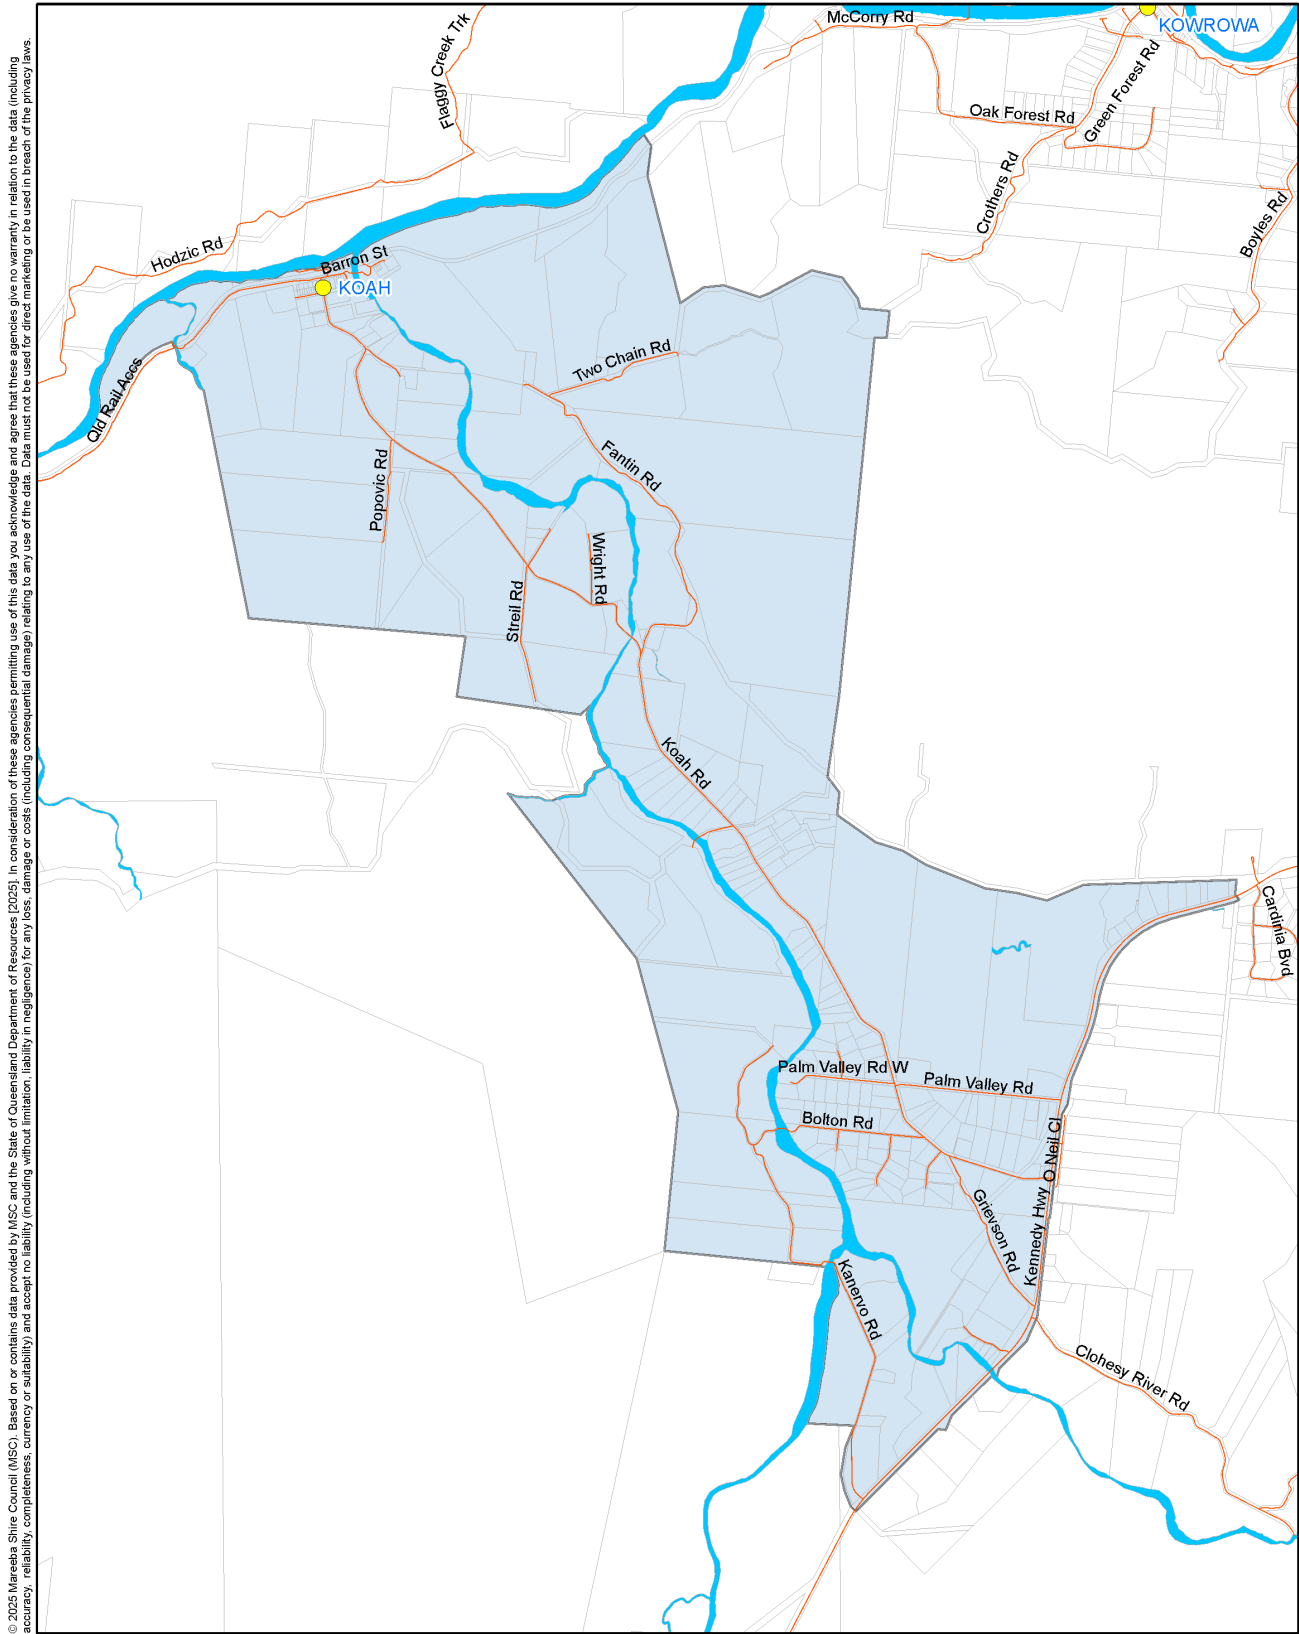 © 2025 Mareeba Shire Council (MSC). Based on or contains data provided by MSC and the State of Queensland Department of Resources [2025]. In consideration of these agencies permitting use of this data you acknowledge and agree that these agencies give no warranty in relation to the data (including
accuracy, reliability, completeness, currency or suitability) and accept no liability (including without limitation, liability in negligence) for any loss, damage or costs (including consequential damage) relating to any use of the data. Data must not be used for direct marketing or be used in breach of the privacy laws.
McCorry Rd
KOWROWA
Flaggy Creek Trk
Green Forest Rd
Oak Forest Rd
Crothers Rd
Boyles Rd
Hodzic Rd
Barron St
KOAH
Two Chain Rd
Qld Rail Accs
Fantin Rd
Popovic Rd
Wright Rd
Streil Rd
Koah Rd
Cardinia Bvd
Palm Valley Rd W
Palm Valley Rd
Bolton Rd
O Neil Cl
Kennedy Hwy
Grievson Rd
Kanervo Rd
Clohesy River Rd